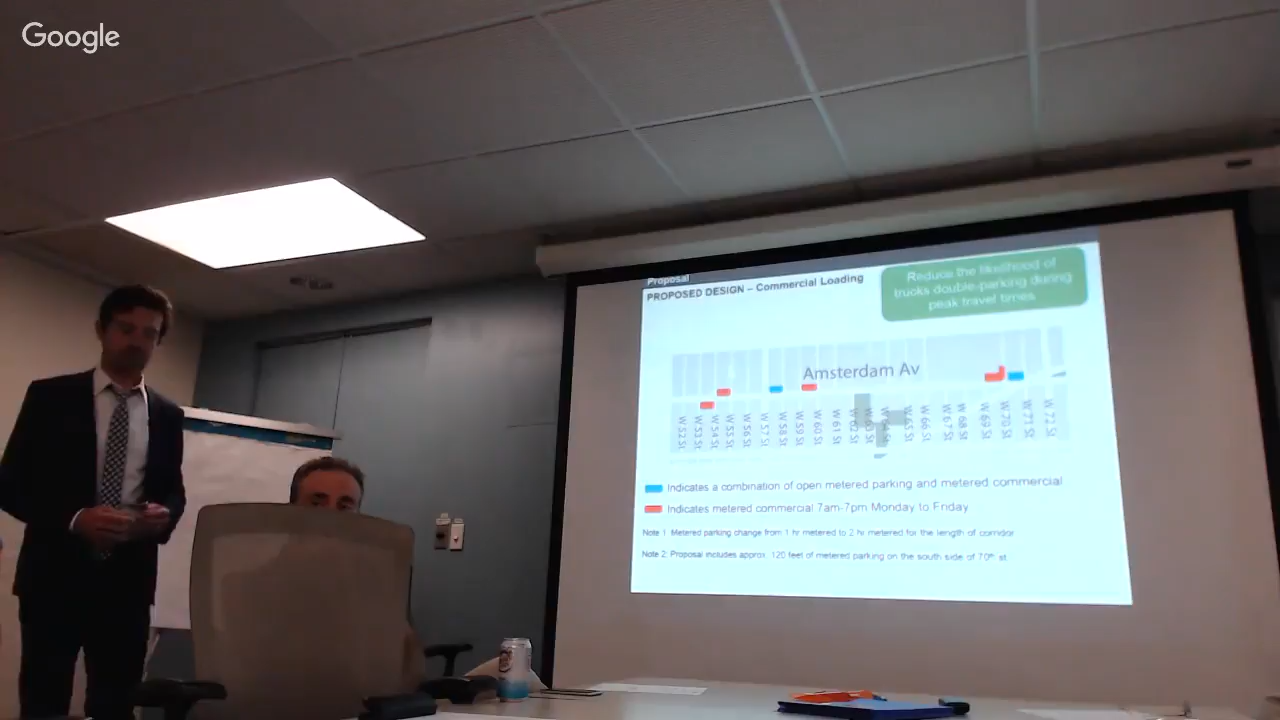 Google
Proposal
PROPOSED DESIGN – Commercial Loading
Reduce the likelihood of
trucks double-parking during
peak travel times
Amsterdam Av
W 52 St
W 53 St
W 54 St
W 55 St
W 56 St
W 57 St
W 58 St
W 59 St
W 60 St
W 61 St
W 62 St
W 65 St
W 66 St
W 67 St
W 68 St
W 69 St
W 70 St
W 71 St
W 72 St
Indicates a combination of open metered parking and metered commercial
Indicates metered commercial 7am-7pm Monday to Friday
Note 1: Metered parking change from 1 hr metered to 2 hr metered for the length of corridor
Note 2: Proposal includes approx. 120 feet of metered parking on the south side of 70th st.